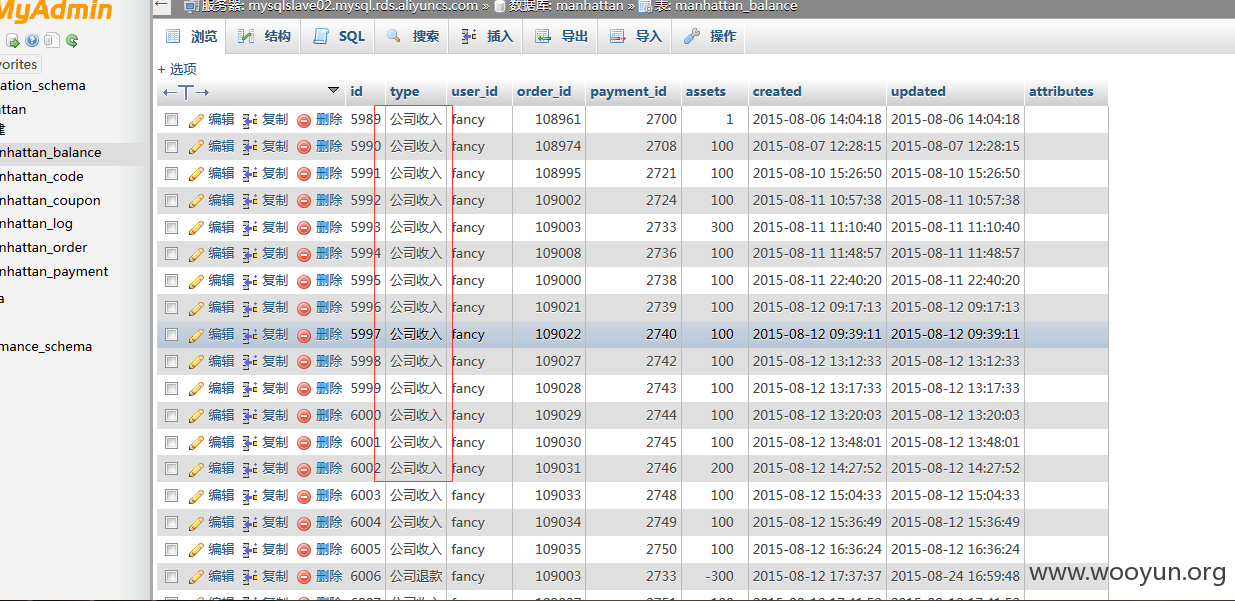 MyAdmin
服务器: mysqlslave02.mysql.rds.aliyuncs.com » 数据库: manhattan » 表: manhattan_balance
浏览 结构 SQL 搜索 插入 导出 导入 操作
vorites
ation_schema
attan
建
nhattan_balance
nhattan_code
nhattan_coupon
nhattan_log
nhattan_order
nhattan_payment
a
mance_schema
+ 选项
←T→ id type user_id order_id payment_id assets created updated attributes
编辑 复制 删除 5989 公司收入 fancy 108961 2700 1 2015-08-06 14:04:18 2015-08-06 14:04:18
编辑 复制 删除 5990 公司收入 fancy 108974 2708 100 2015-08-07 12:28:15 2015-08-07 12:28:15
编辑 复制 删除 5991 公司收入 fancy 108995 2721 100 2015-08-10 15:26:50 2015-08-10 15:26:50
编辑 复制 删除 5992 公司收入 fancy 109002 2724 100 2015-08-11 10:57:38 2015-08-11 10:57:38
编辑 复制 删除 5993 公司收入 fancy 109003 2733 300 2015-08-11 11:10:40 2015-08-11 11:10:40
编辑 复制 删除 5994 公司收入 fancy 109008 2736 100 2015-08-11 11:48:57 2015-08-11 11:48:57
编辑 复制 删除 5995 公司收入 fancy 109000 2738 100 2015-08-11 22:40:20 2015-08-11 22:40:20
编辑 复制 删除 5996 公司收入 fancy 109021 2739 100 2015-08-12 09:17:13 2015-08-12 09:17:13
编辑 复制 删除 5997 公司收入 fancy 109022 2740 100 2015-08-12 09:39:11 2015-08-12 09:39:11
编辑 复制 删除 5998 公司收入 fancy 109027 2742 100 2015-08-12 13:12:33 2015-08-12 13:12:33
编辑 复制 删除 5999 公司收入 fancy 109028 2743 100 2015-08-12 13:17:33 2015-08-12 13:17:33
编辑 复制 删除 6000 公司收入 fancy 109029 2744 100 2015-08-12 13:20:03 2015-08-12 13:20:03
编辑 复制 删除 6001 公司收入 fancy 109030 2745 100 2015-08-12 13:48:01 2015-08-12 13:48:01
编辑 复制 删除 6002 公司收入 fancy 109031 2746 200 2015-08-12 14:27:52 2015-08-12 14:27:52
编辑 复制 删除 6003 公司收入 fancy 109033 2748 100 2015-08-12 15:04:33 2015-08-12 15:04:33
编辑 复制 删除 6004 公司收入 fancy 109034 2749 100 2015-08-12 15:36:49 2015-08-12 15:36:49
编辑 复制 删除 6005 公司收入 fancy 109035 2750 100 2015-08-12 16:36:24 2015-08-12 16:36:24
编辑 复制 删除 6006 公司退款 fancy 109003 2733 -300 2015-08-12 17:37:37 2015-08-24 16:59:48
www.wooyun.org